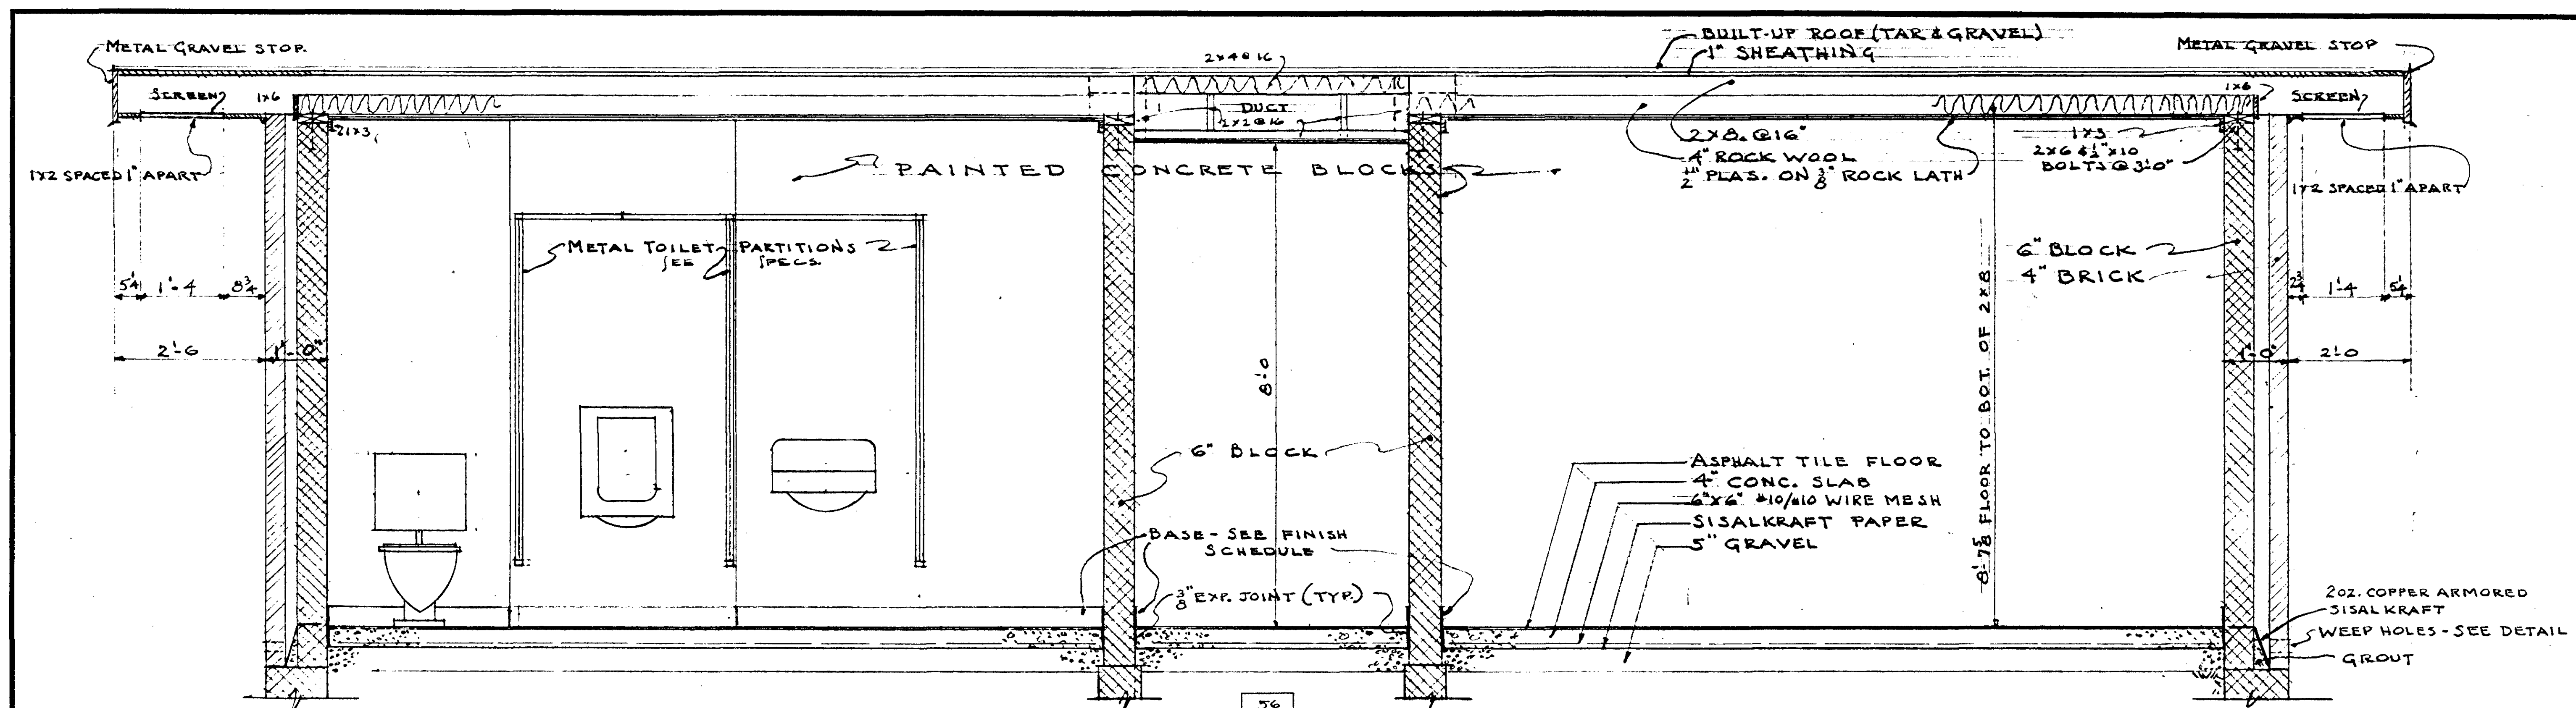 METAL GRAVEL STOP.
SCREEN
1x6
1X2 SPACED 1" APART
2x4@16
DUCT
2x2@16
BUILT-UP ROOF (TAR & GRAVEL)
1" SHEATHING
METAL GRAVEL STOP
1x6
SCREEN
2X8. @16"
4" ROCK WOOL
1/2" PLAS. ON 3/8" ROCK LATH
1x3
2x6 & 1/2" x10
BOLTS @ 3'-0"
1x2 SPACED 1" APART
1x3
PAINTED CONCRETE BLOCKS
METAL TOILET PARTITIONS
SEE SPECS.
6" BLOCK
4" BRICK
5 1/4 1'-4 8 3/4
2'-6 1'-0"
2 3/4 1'-4 5 1/4
1'-0" 2'-0
8'-0
8'-7 5/8 FLOOR TO BOT. OF 2x8
6" BLOCK
ASPHALT TILE FLOOR
4" CONC. SLAB
6"x6" #10/#10 WIRE MESH
SISALKRAFT PAPER
5" GRAVEL
BASE - SEE FINISH
SCHEDULE
3/8" EXP. JOINT (TYP.)
2 OZ. COPPER ARMORED
SISALKRAFT
WEEP HOLES - SEE DETAIL
GROUT